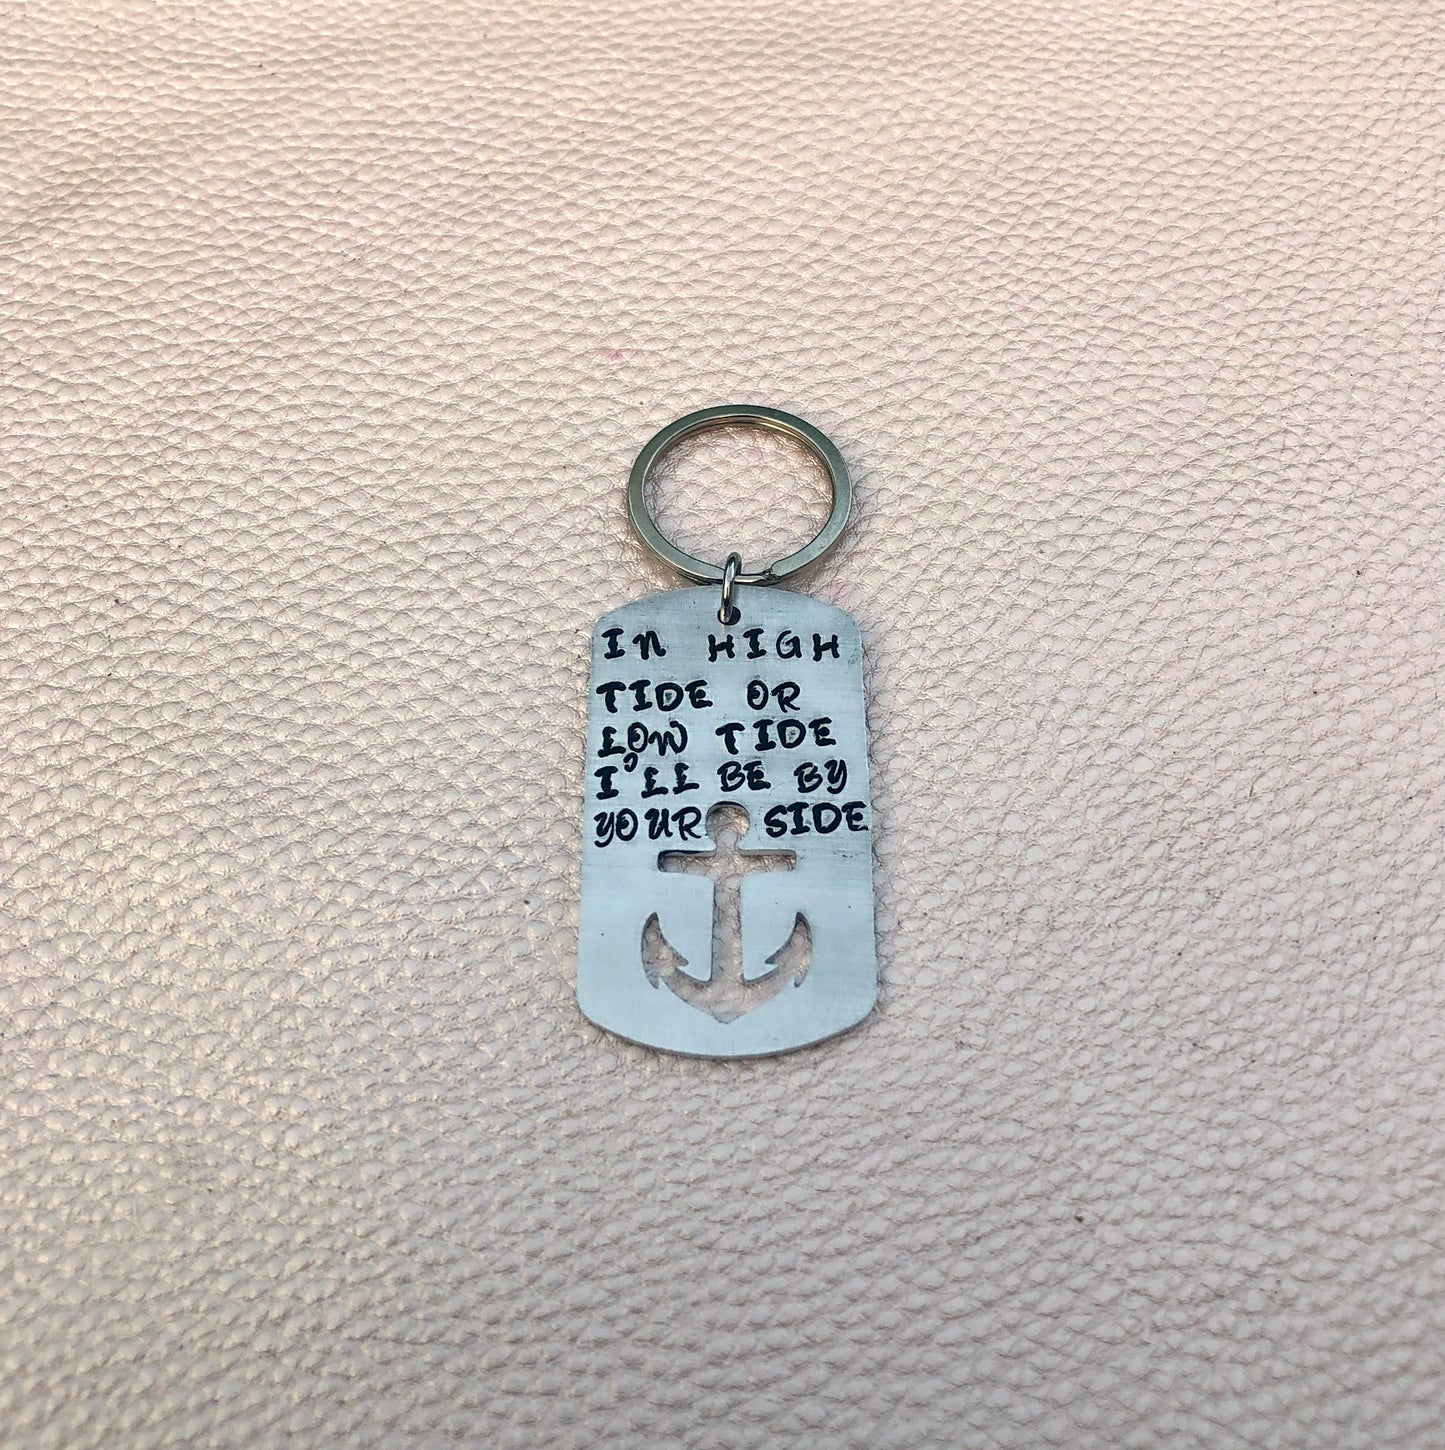 IN HIGH
TIDE OR
LOW TIDE
I'LL BE BY
YOUR SIDE